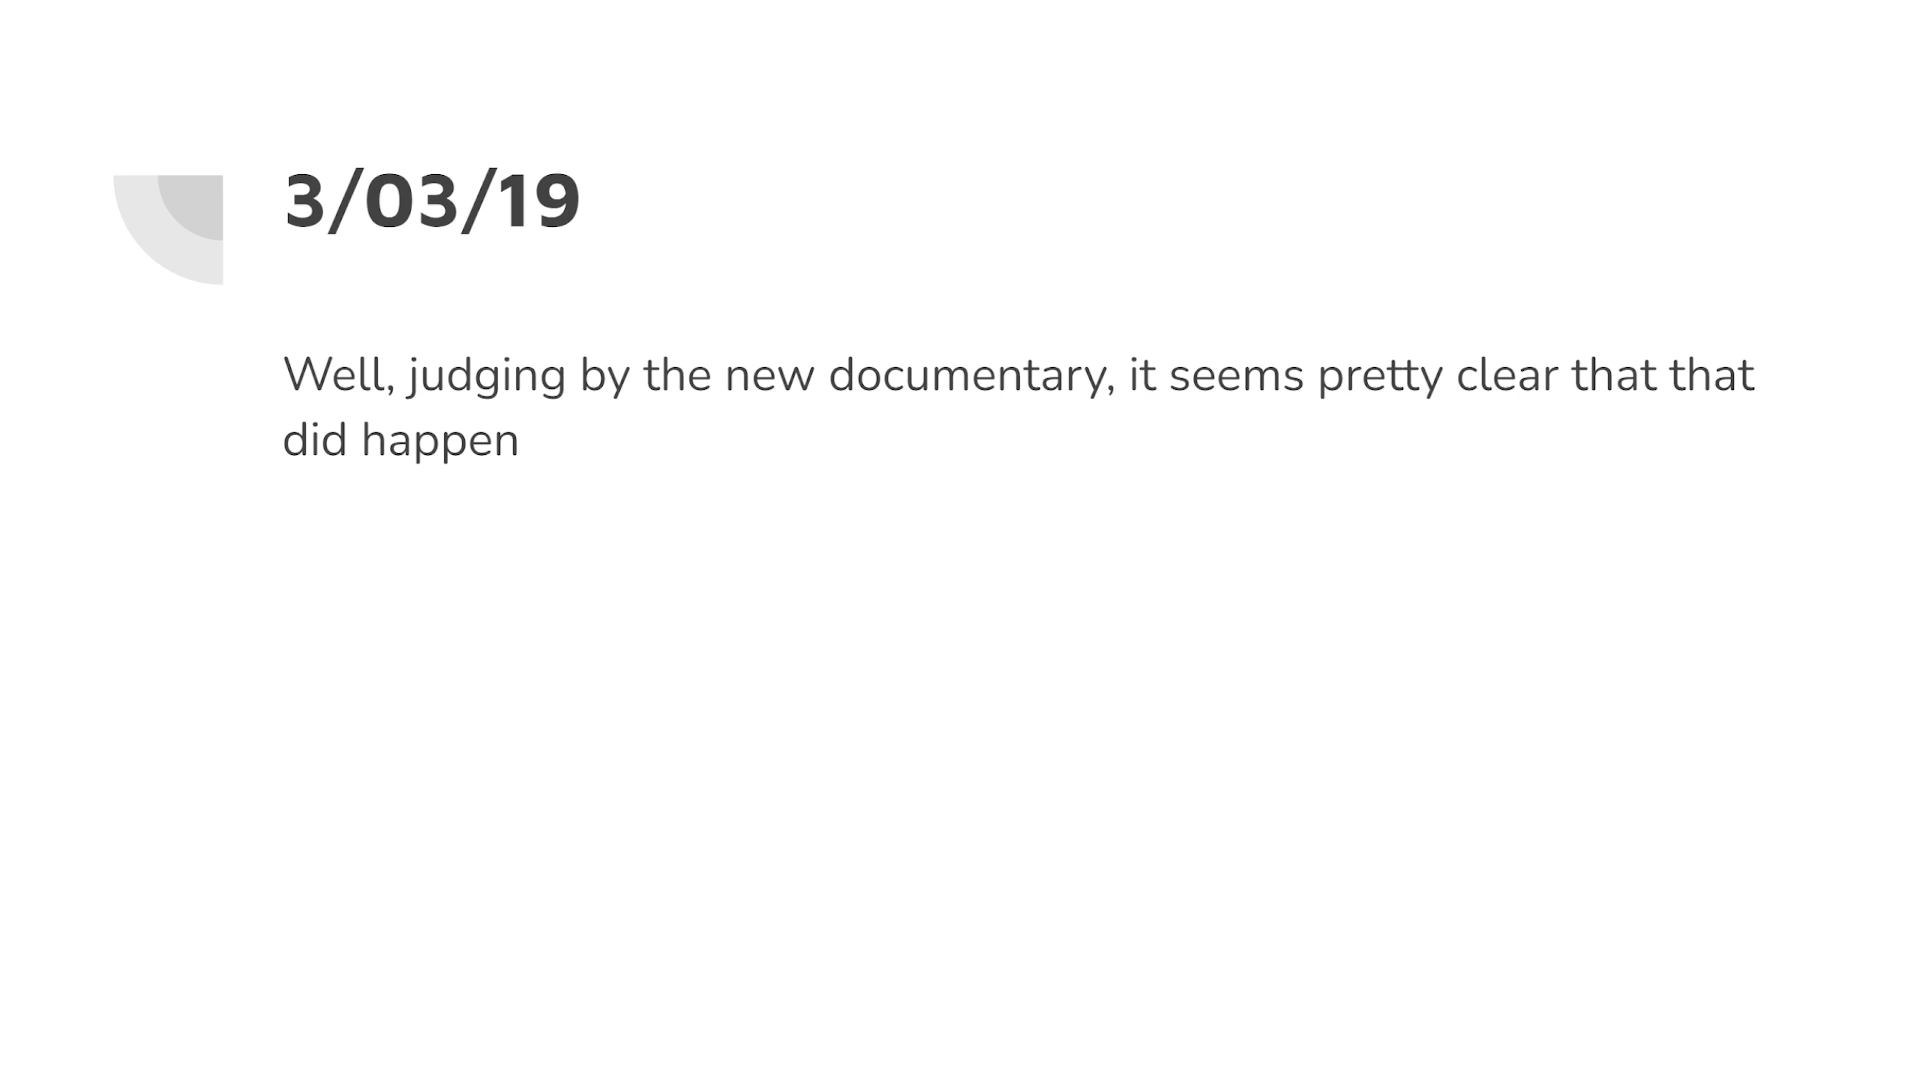 3/03/19
Well, judging by the new documentary, it seems pretty clear that that
did happen